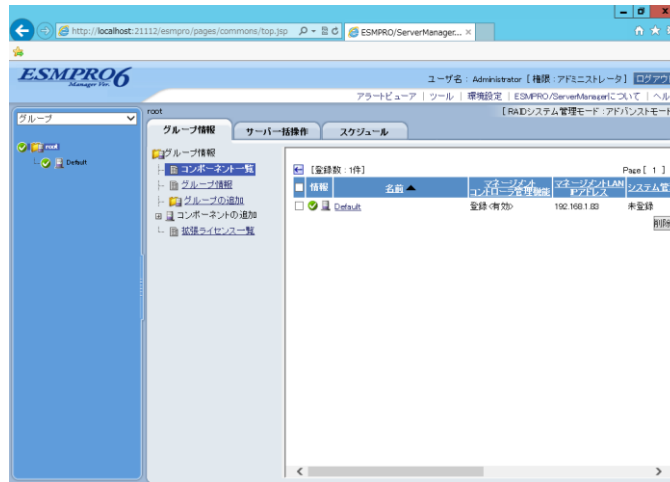 http://localhost:21112/esmpro/pages/commons/top.jsp
ESMPRO/ServerManager...
ESMPRO6
Manager Ver.
ユーザ名 : Administrator [ 権限 : アドミニストレータ ] ログアウ
アラートビューア | ツール | 環境設定 | ESMPRO/ServerManagerについて | ヘル
グループ
root
Default
root
[ RAIDシステム管理モード : アドバンストモード
グループ情報 サーバー一括操作 スケジュール
グループ情報
コンポーネント一覧
グループ情報
グループの追加
コンポーネントの追加
拡張ライセンス一覧
[登録数 : 1件] Page [ 1 ]
情報 名前▲ マネージメントコントローラ管理機能 マネージメントLAN IPアドレス システム管
Default 登録<有効> 192.168.1.83 未登録
削除